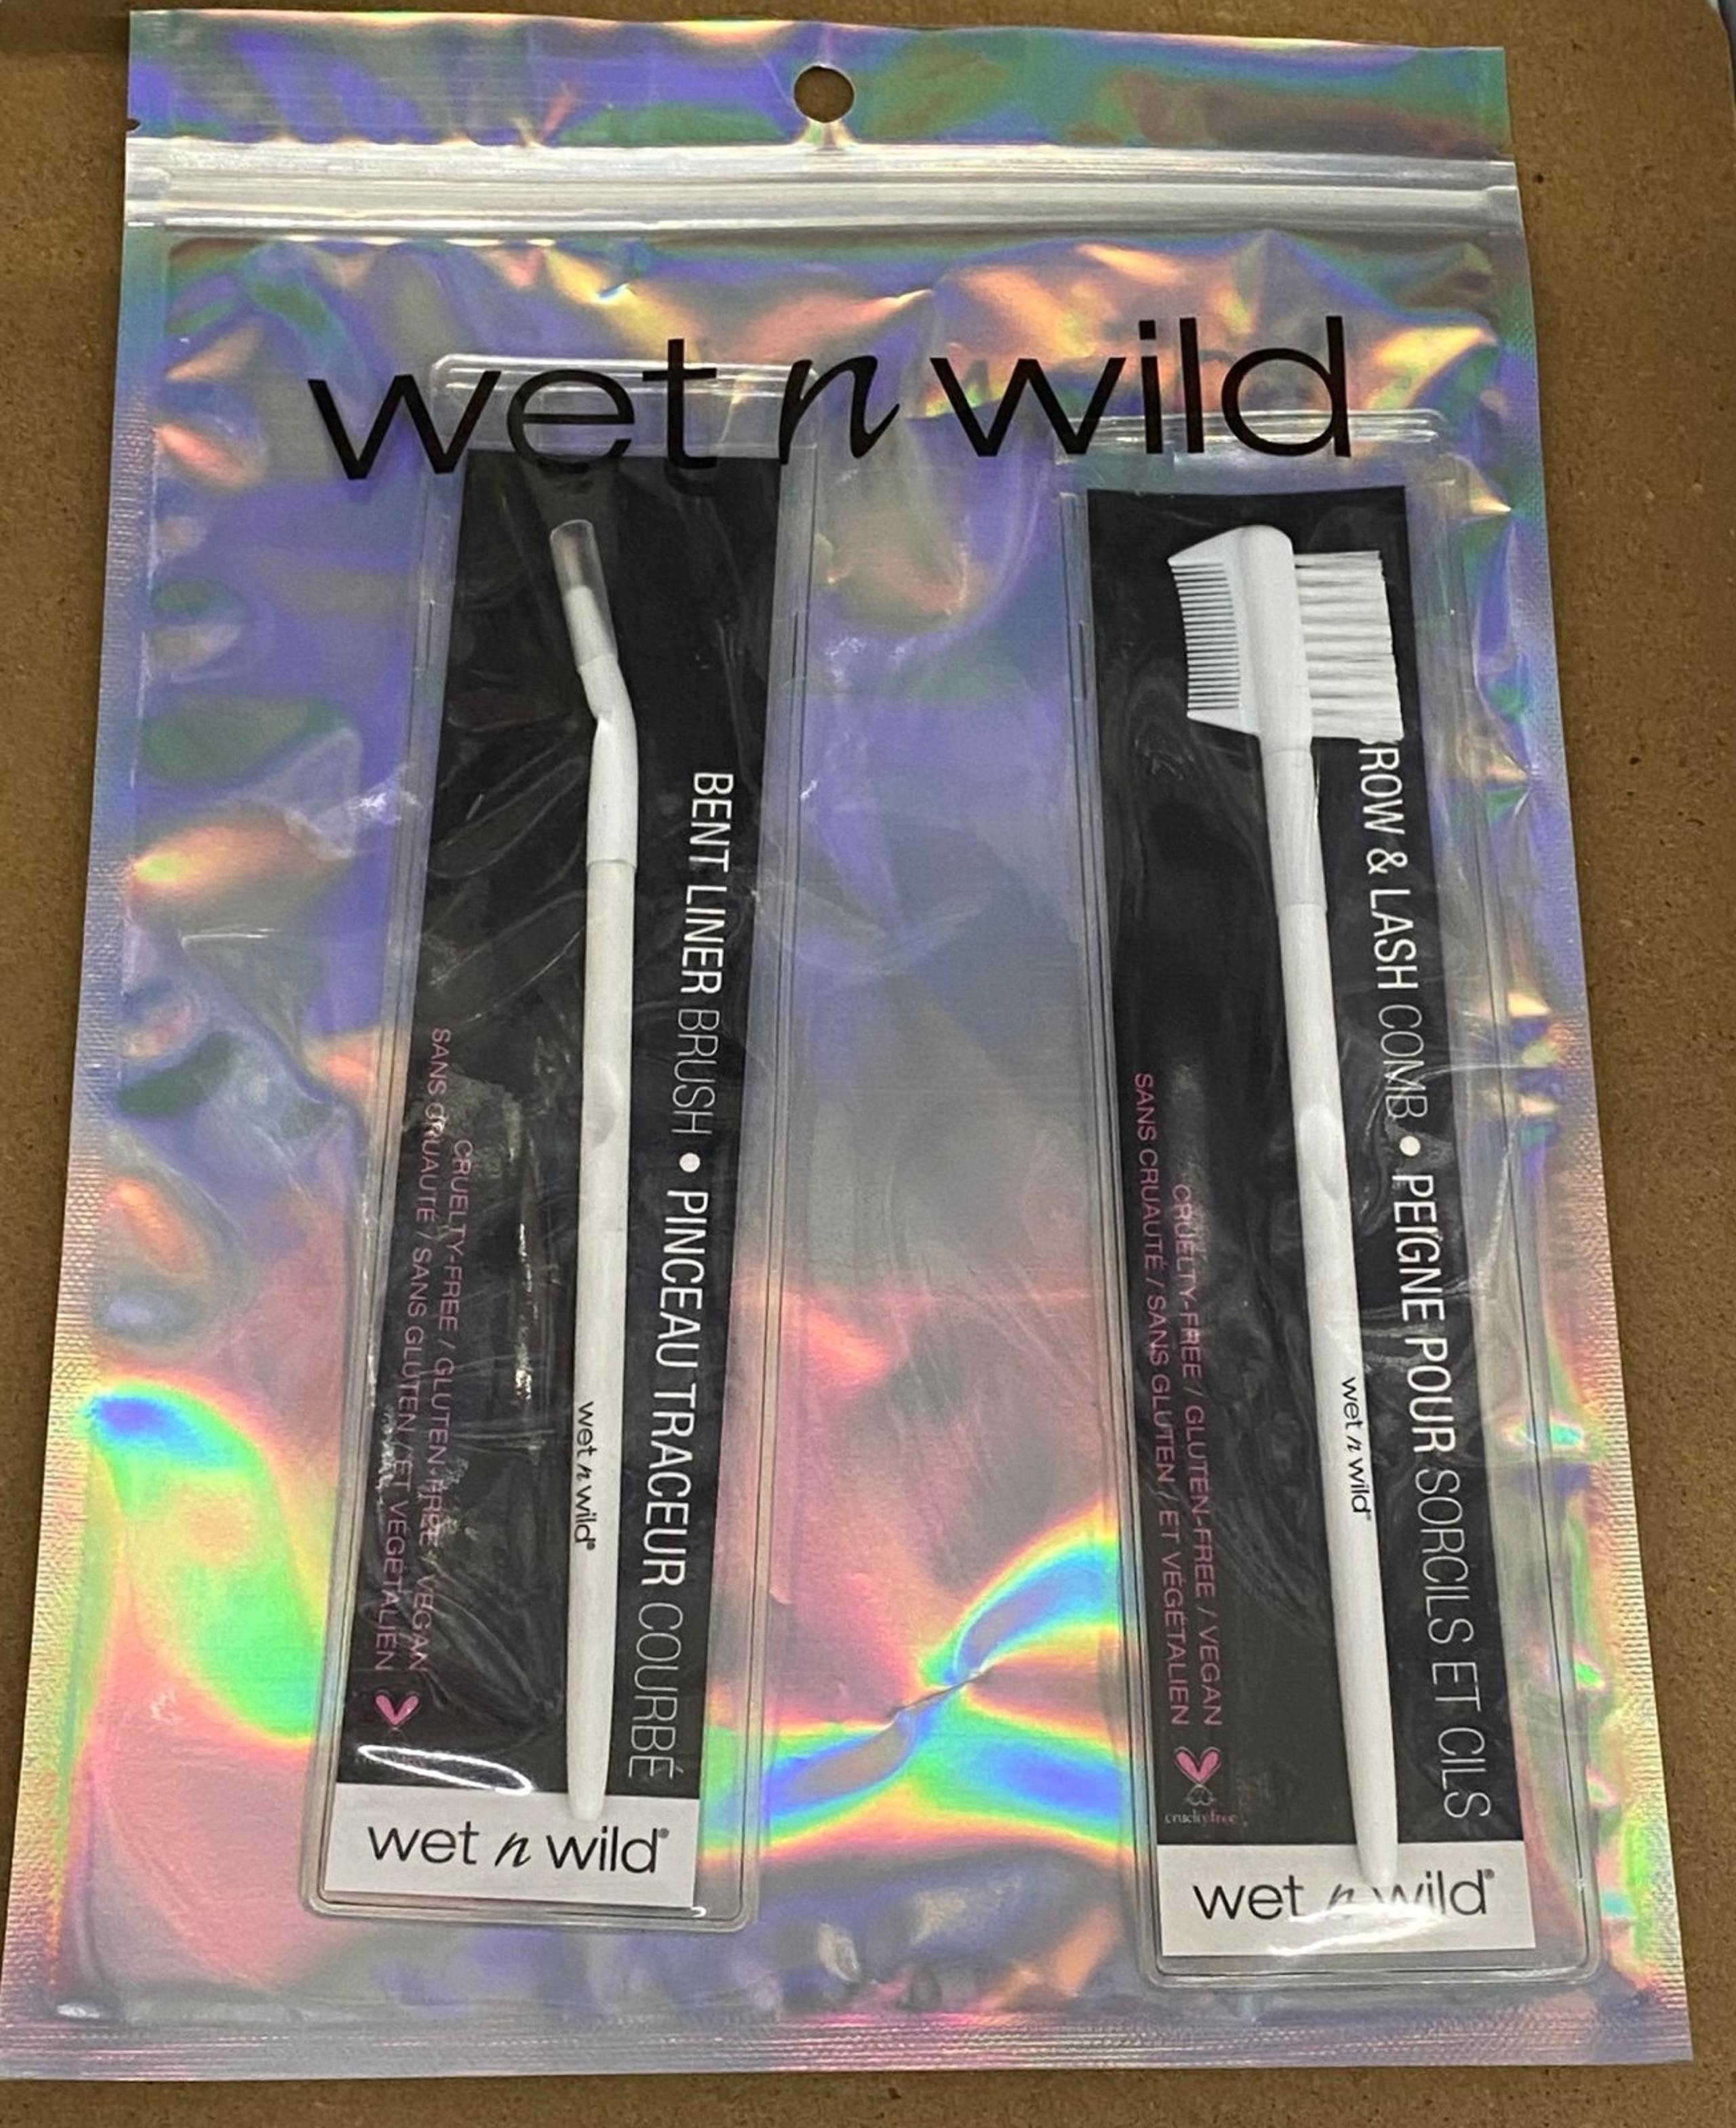 wet n wild
BENT LINER BRUSH • PINCEAU TRACEUR COURBÉ
wet n wild®
CRUELTY-FREE / GLUTEN-FREE / VEGAN
SANS CRUAUTÉ / SANS GLUTEN / ET VÉGÉTALIEN
wet n wild®
ROW & LASH COMB • PEIGNE POUR SORCILS ET CILS
wet n wild®
CRUELTY-FREE / GLUTEN-FREE / VEGAN
SANS CRUAUTÉ / SANS GLUTEN / ET VÉGÉTALIEN
crueltyfree
wet n wild®